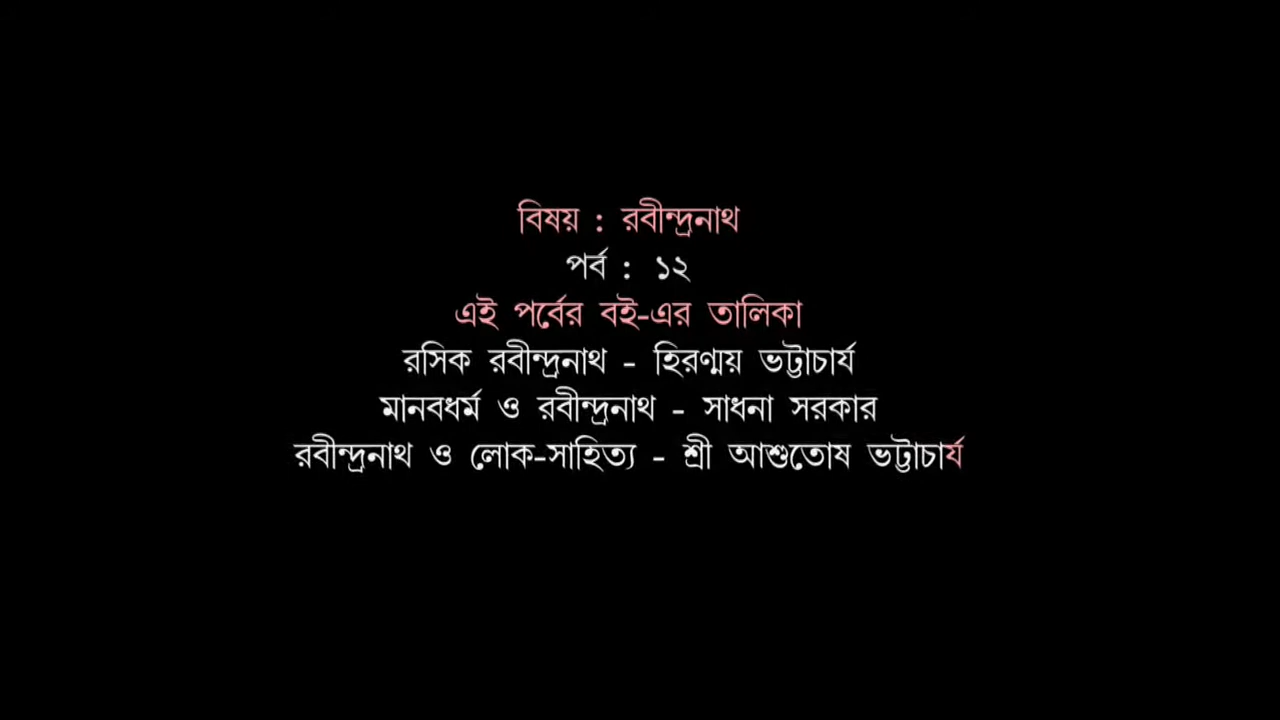 বিষয় : রবীন্দ্রনাথ
পর্ব : ১২
এই পর্বের বই-এর তালিকা
রসিক রবীন্দ্রনাথ - হিরণ্ময় ভট্টাচার্য
মানবধর্ম ও রবীন্দ্রনাথ - সাধনা সরকার
রবীন্দ্রনাথ ও লোক-সাহিত্য - শ্রী আশুতোষ ভট্টাচার্য